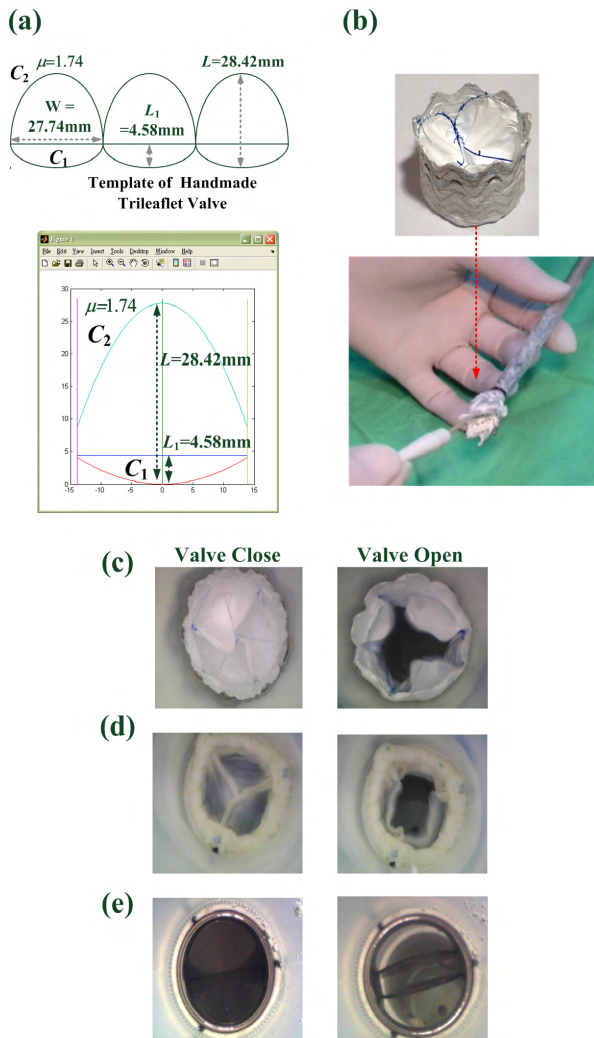 (a)
C2
μ=1.74
L=28.42mm
W =
27.74mm
L1
=4.58mm
C1
Template of Handmade
Trileaflet Valve
Figure 1
File Edit View Insert Tools Desktop Window Help
30
25
20
15
10
5
0
-15 -10 -5 0 5 10 15
μ=1.74
C2
L=28.42mm
L1=4.58mm
C1
(b)
(c)
Valve Close
Valve Open
(d)
(e)